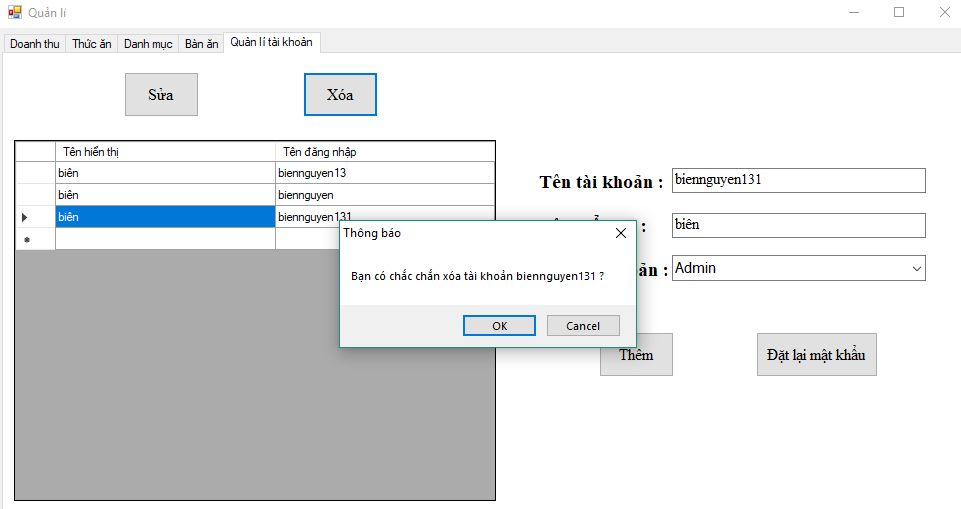 Quản lí
Doanh thu Thức ăn Danh mục Bàn ăn Quản lí tài khoản
Sửa Xóa
Tên hiển thị Tên đăng nhập
biên biennguyen13
biên biennguyen
biên biennguyen131
Tên tài khoản : biennguyen131
: biên
ản : Admin
Thông báo
Bạn có chắc chắn xóa tài khoản biennguyen131 ?
OK Cancel
Thêm Đặt lại mật khẩu